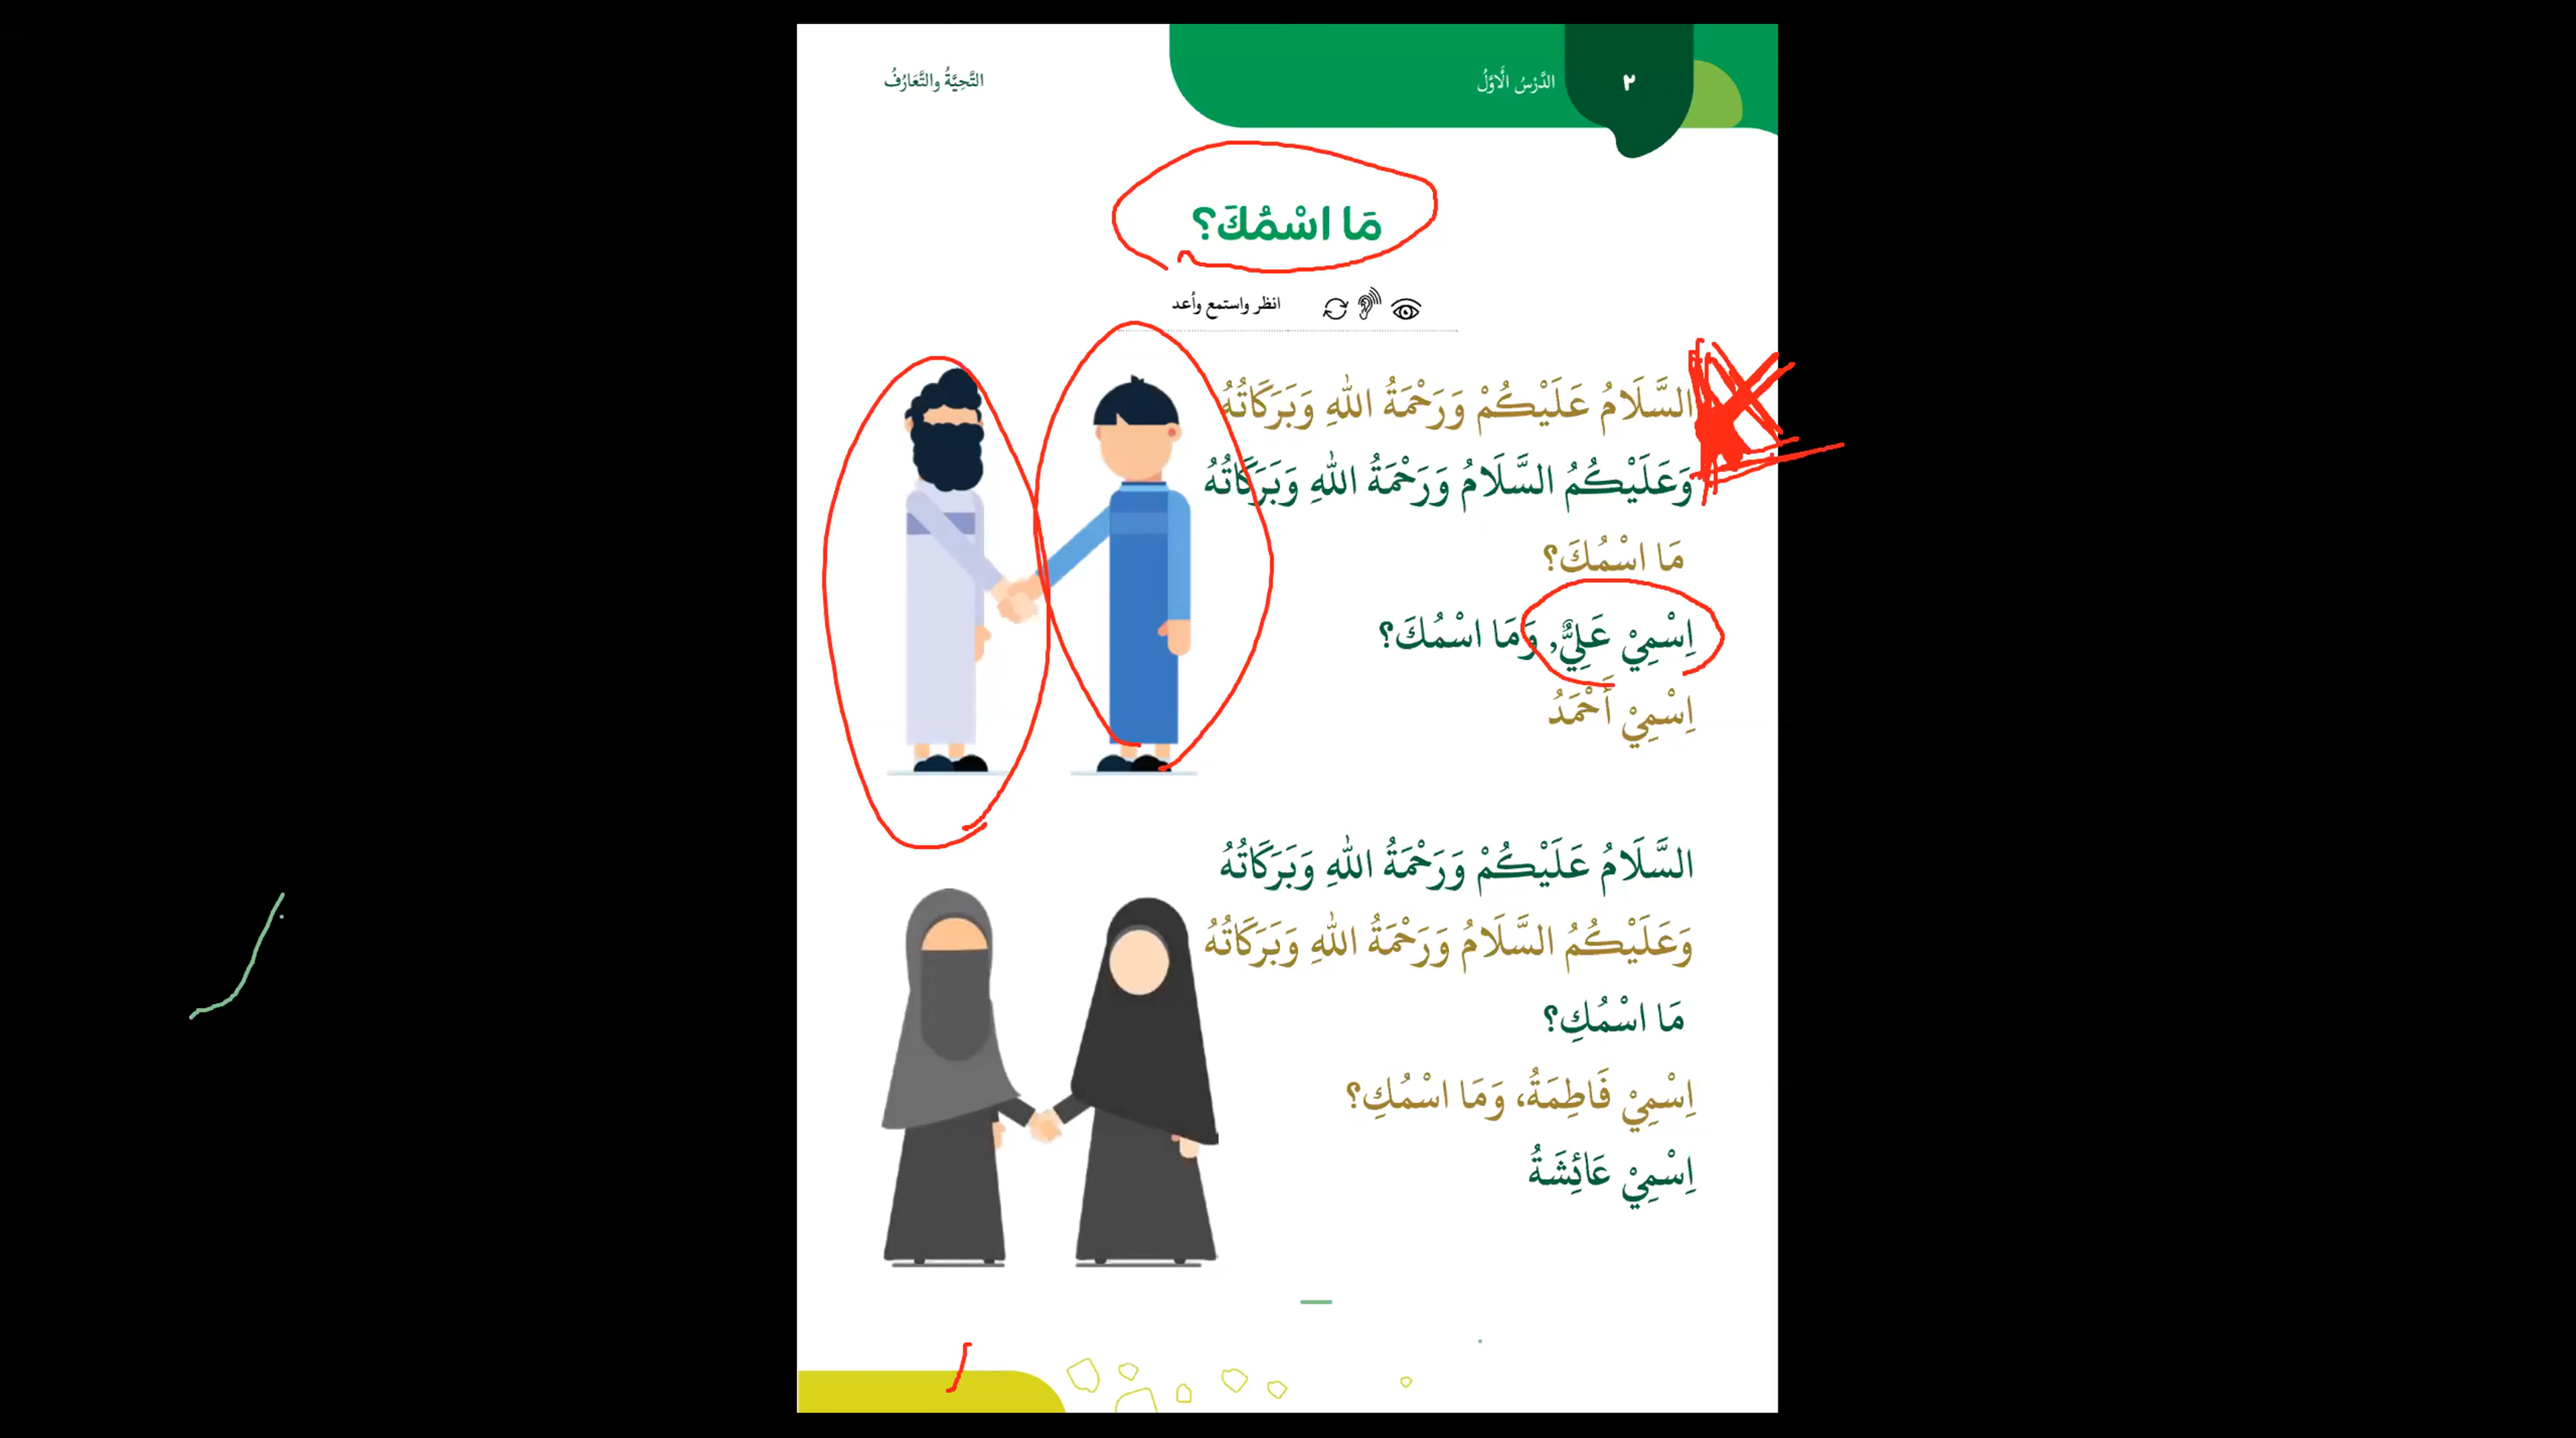 ٢
الدَّرْسُ الْأَوَّلُ
التَّحِيَّةُ والتَّعَارُفُ
مَا اسْمُكَ؟
انظر واستمع وأعد
السَّلَامُ عَلَيْكُمْ وَرَحْمَةُ اللهِ وَبَرَكَاتُهُ
وَعَلَيْكُمُ السَّلَامُ وَرَحْمَةُ اللهِ وَبَرَكَاتُهُ
مَا اسْمُكَ؟
اِسْمِيْ عَلِيٌّ, وَمَا اسْمُكَ؟
اِسْمِيْ أَحْمَدُ
السَّلَامُ عَلَيْكُمْ وَرَحْمَةُ اللهِ وَبَرَكَاتُهُ
وَعَلَيْكُمُ السَّلَامُ وَرَحْمَةُ اللهِ وَبَرَكَاتُهُ
مَا اسْمُكِ؟
اِسْمِيْ فَاطِمَةُ، وَمَا اسْمُكِ؟
اِسْمِيْ عَائِشَةُ